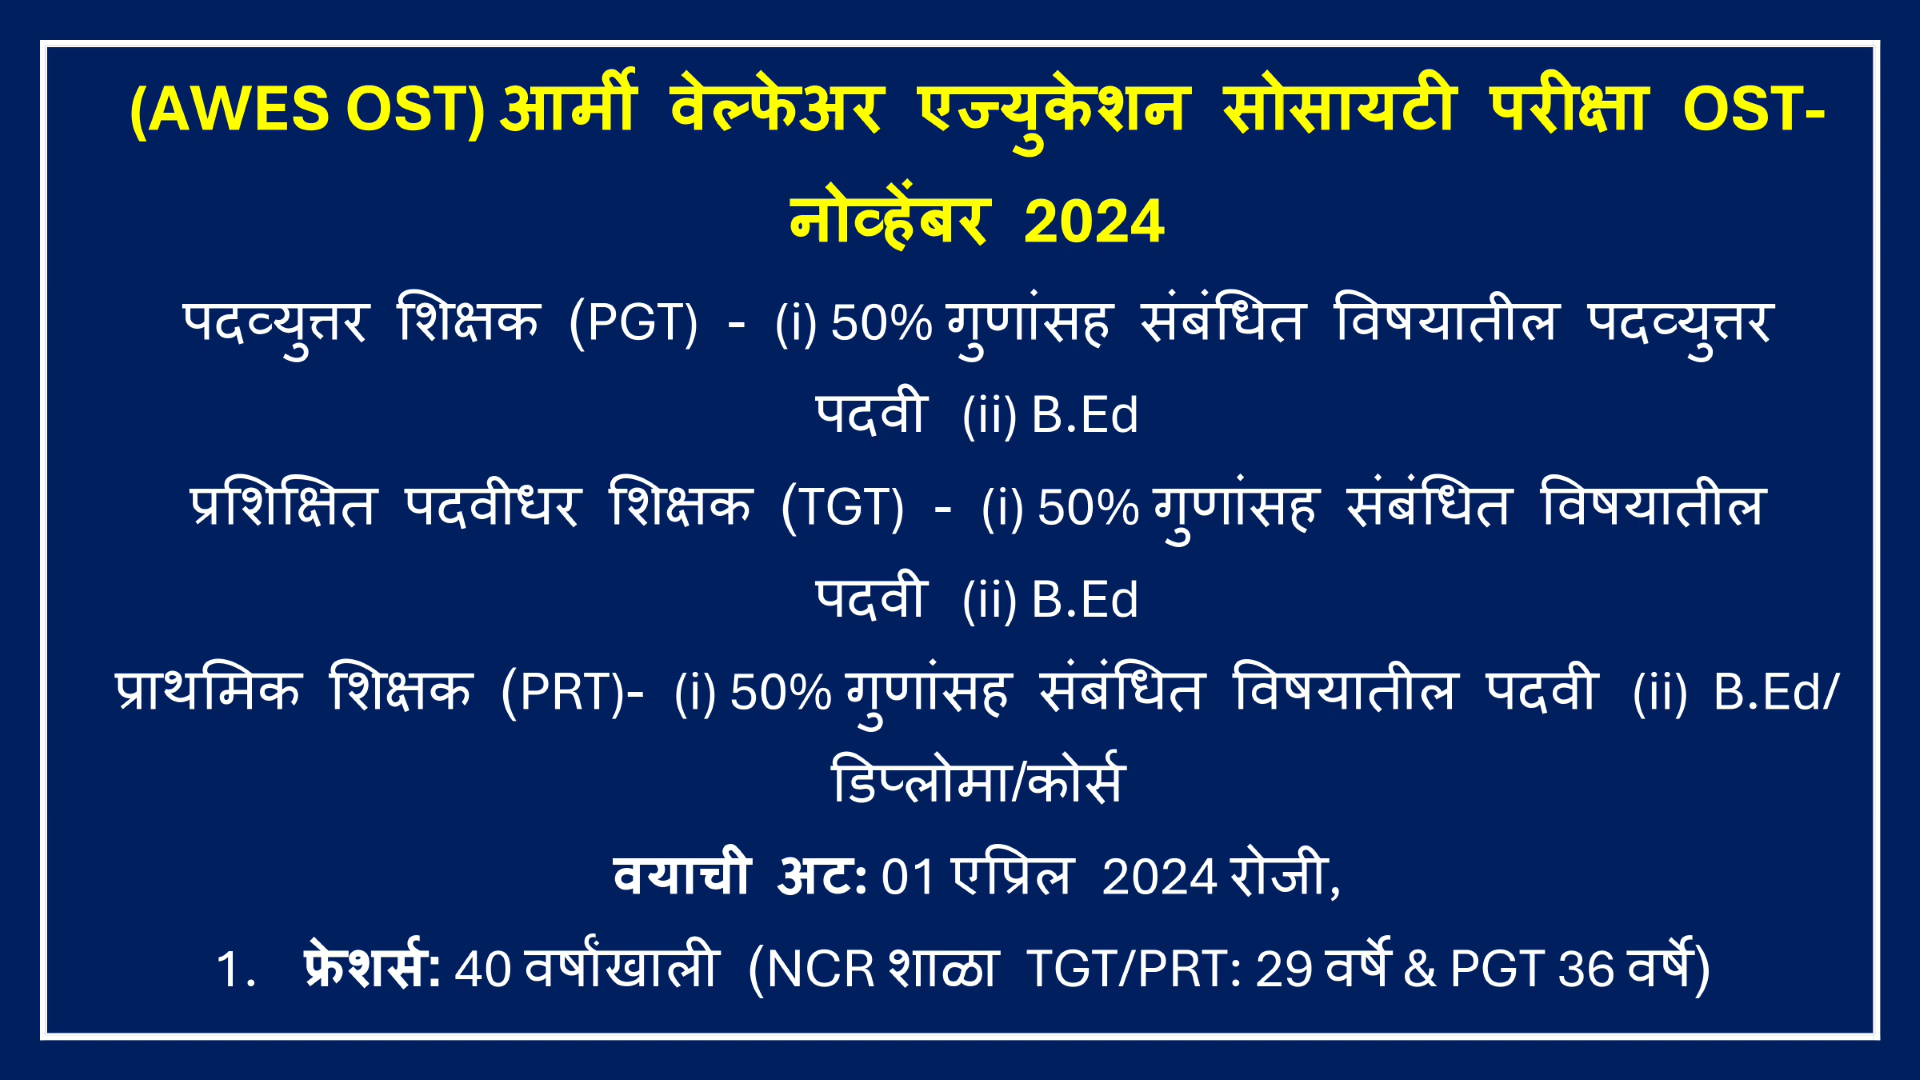 (AWES OST) आर्मी वेल्फेअर एज्युकेशन सोसायटी परीक्षा OST-
नोव्हेंबर 2024
पदव्युत्तर शिक्षक (PGT) - (i) 50% गुणांसह संबंधित विषयातील पदव्युत्तर
पदवी (ii) B.Ed
प्रशिक्षित पदवीधर शिक्षक (TGT) - (i) 50% गुणांसह संबंधित विषयातील
पदवी (ii) B.Ed
प्राथमिक शिक्षक (PRT)- (i) 50% गुणांसह संबंधित विषयातील पदवी (ii) B.Ed/
डिप्लोमा/कोर्स
वयाची अट: 01 एप्रिल 2024 रोजी,
1. फ्रेशर्स: 40 वर्षांखाली (NCR शाळा TGT/PRT: 29 वर्षे & PGT 36 वर्षे)